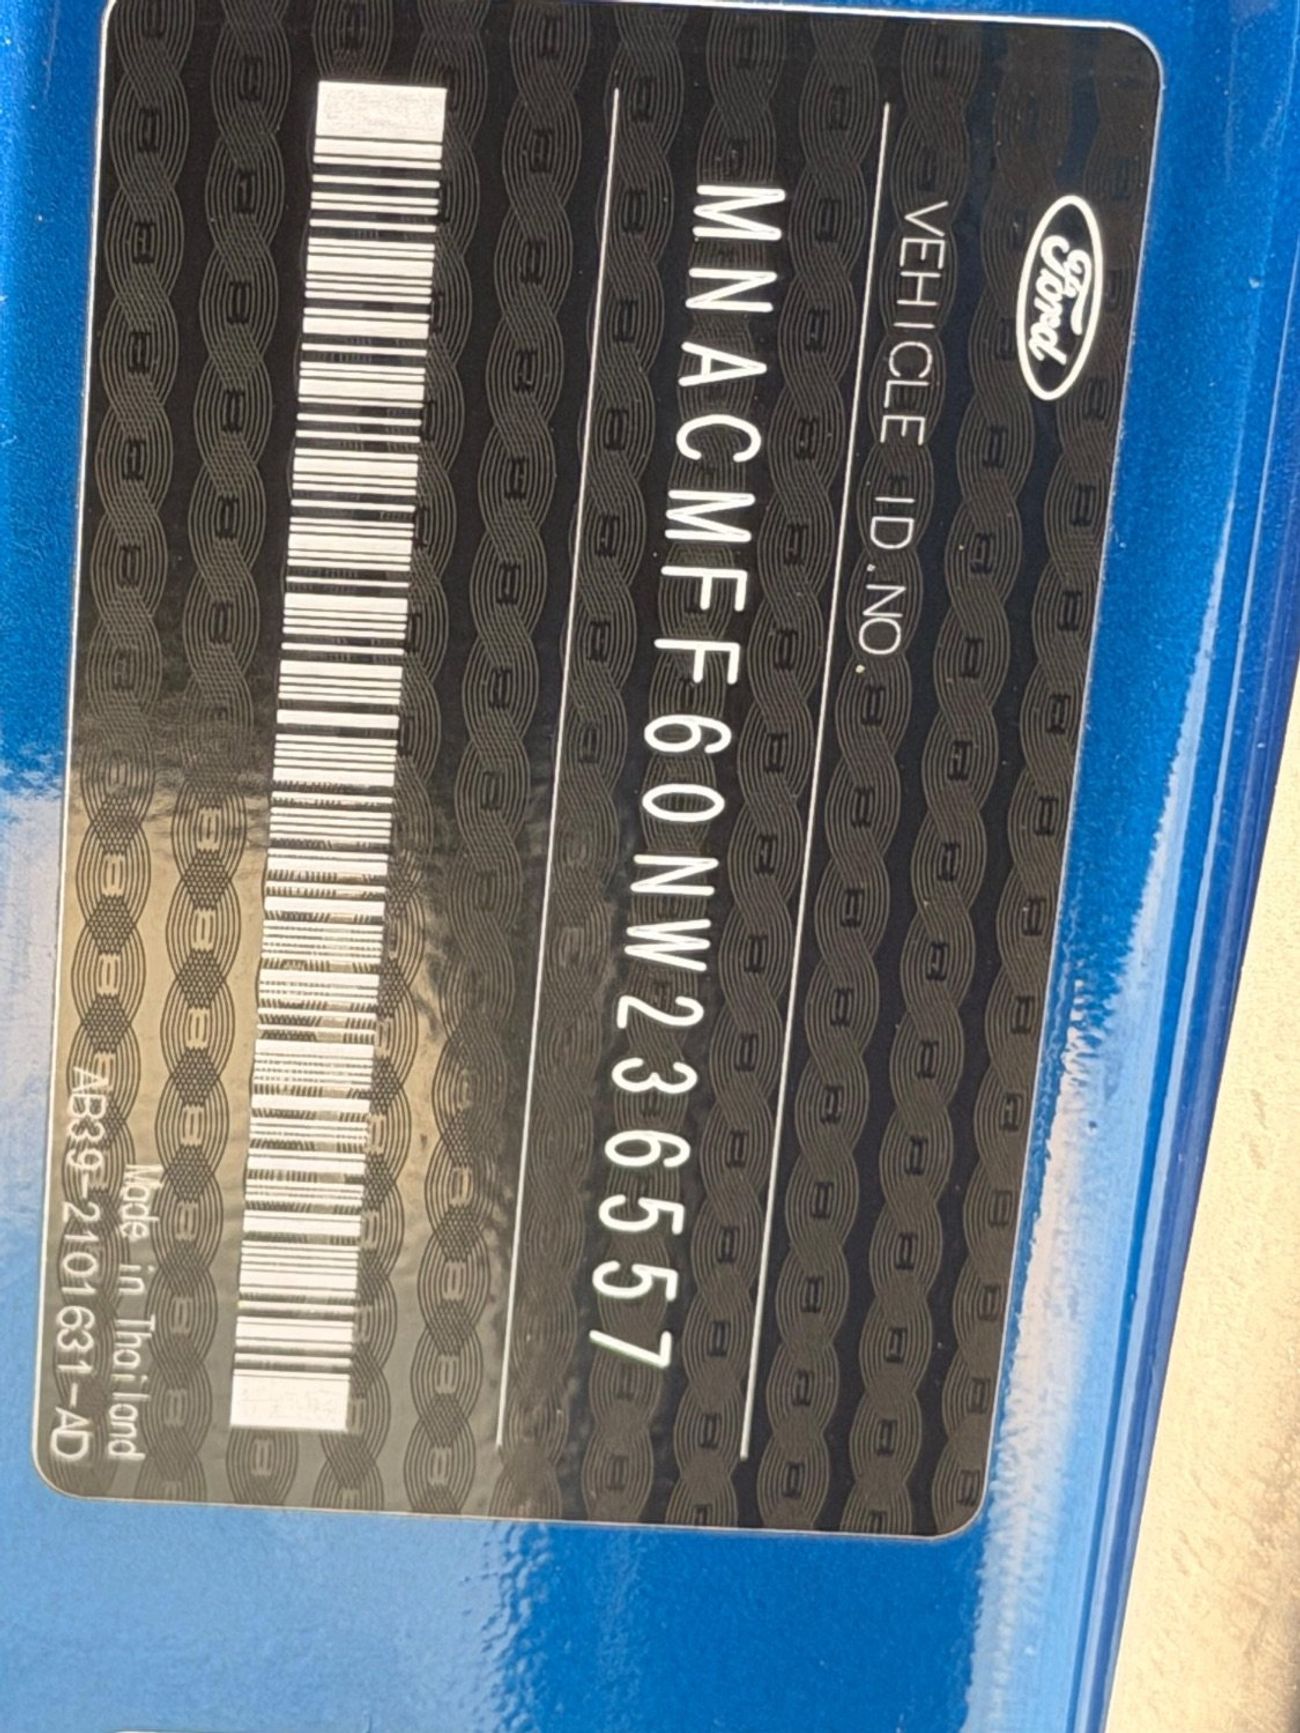 Ford
VEHICLE ID.NO.
MNACMFF60NW236557
Made in Thailand
AB39-2101631-AD